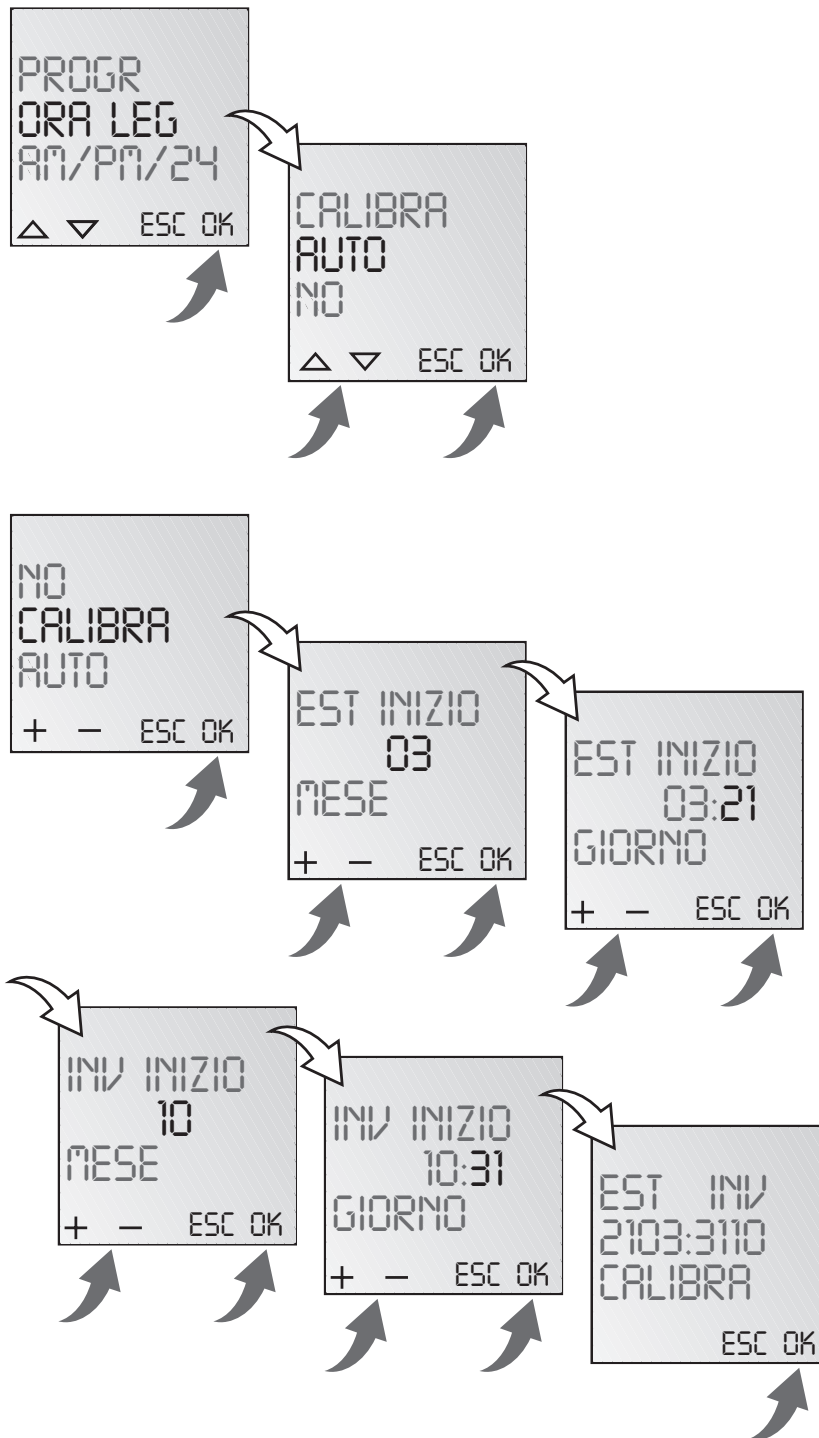 PROGR
ORA LEG
AM/PM/24
ESC OK
CALIBRA
AUTO
NO
ESC OK
NO
CALIBRA
AUTO
+ – ESC OK
EST INIZIO
03
MESE
+ – ESC OK
EST INIZIO
03:21
GIORNO
+ – ESC OK
INV INIZIO
10
MESE
+ – ESC OK
INV INIZIO
10:31
GIORNO
+ – ESC OK
EST INV
2103:3110
CALIBRA
ESC OK